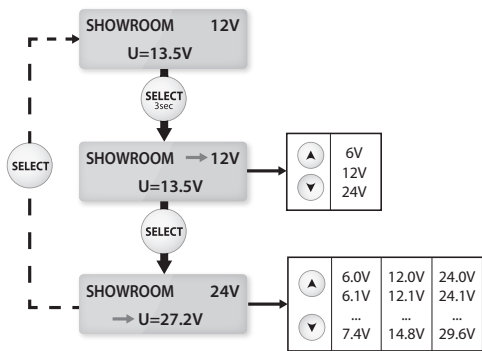 SHOWROOM 12V
U=13.5V
SELECT
3sec
SHOWROOM → 12V
U=13.5V
6V
12V
24V
SELECT
SELECT
SHOWROOM 24V
→ U=27.2V
6.0V 12.0V 24.0V
6.1V 12.1V 24.1V
... ... ...
7.4V 14.8V 29.6V